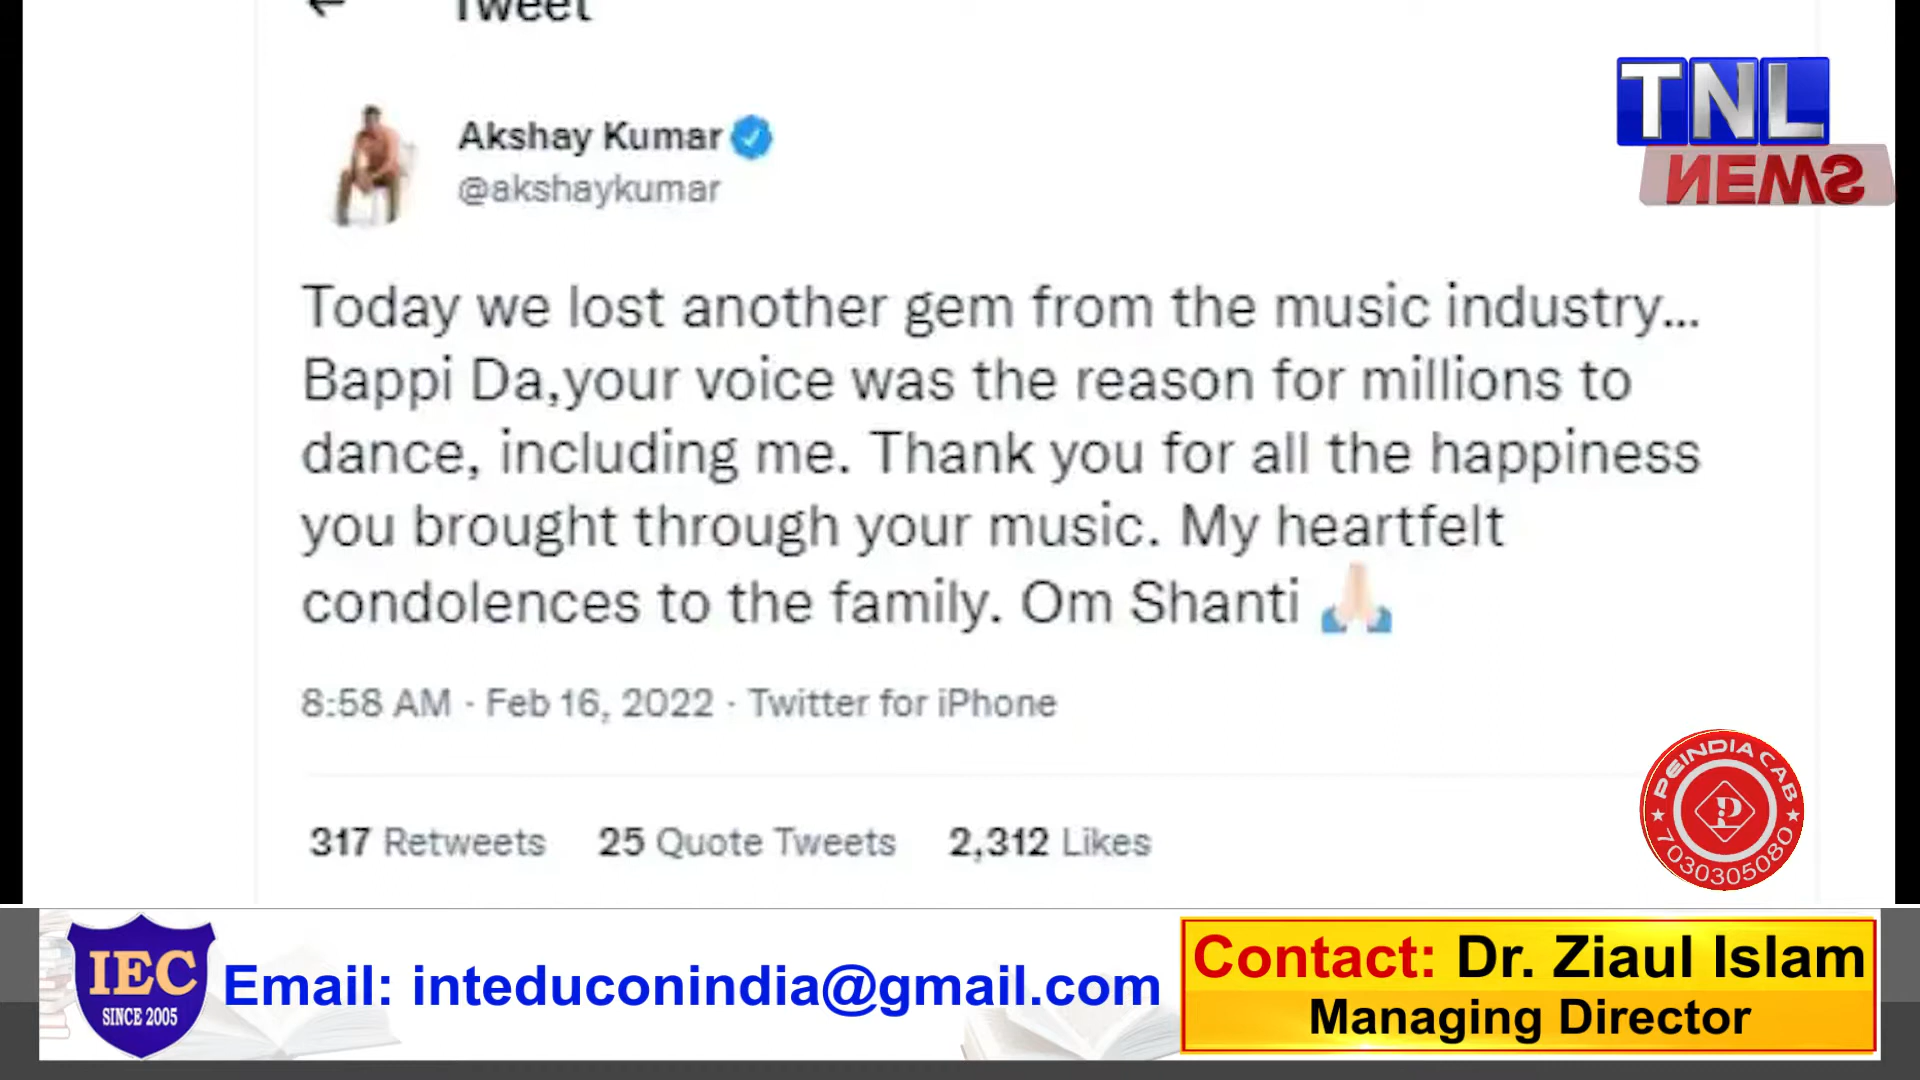 Tweet
Akshay Kumar
@akshaykumar
Today we lost another gem from the music industry...
Bappi Da,your voice was the reason for millions to
dance, including me. Thank you for all the happiness
you brought through your music. My heartfelt
condolences to the family. Om Shanti 🙏🏻
8:58 AM · Feb 16, 2022 · Twitter for iPhone
317 Retweets 25 Quote Tweets 2,312 Likes
TNL
NEWS
PEINDIA CAB
P
7030305080
IEC
SINCE 2005
Email: inteduconindia@gmail.com
Contact: Dr. Ziaul Islam
Managing Director